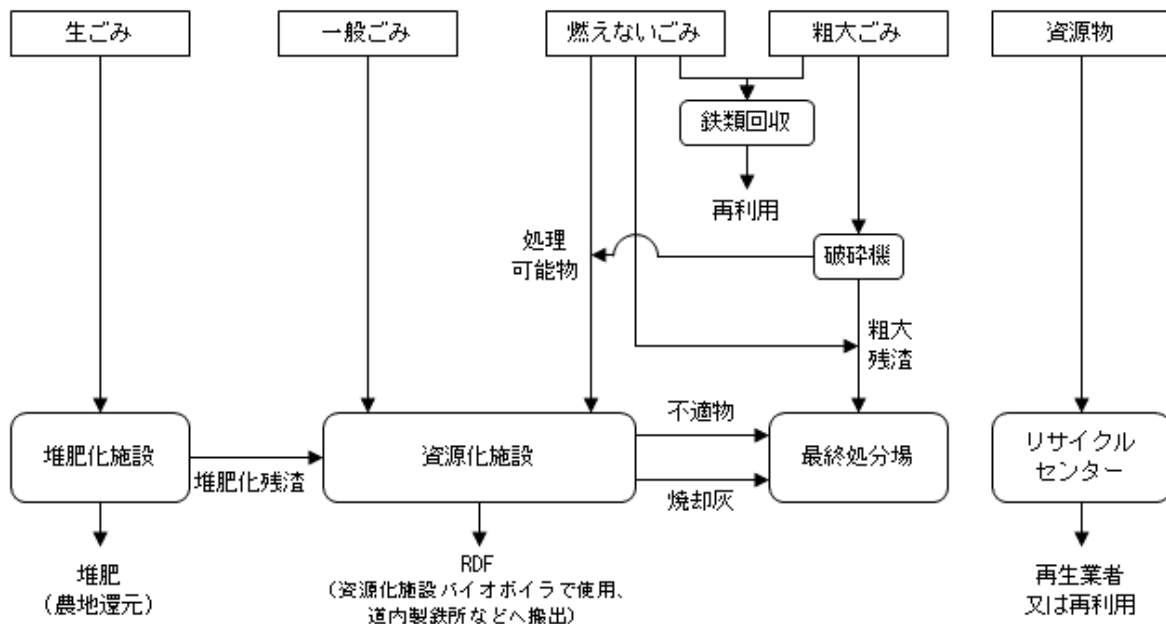 生ごみ
一般ごみ
燃えないごみ
粗大ごみ
資源物
鉄類回収
再利用
処理
可能物
破砕機
粗大
残渣
堆肥化施設
堆肥化残渣
資源化施設
不適物
焼却灰
最終処分場
リサイクル
センター
堆肥
(農地還元)
RDF
(資源化施設バイオボイラで使用、
道内製鉄所などへ搬出)
再生業者
又は再利用